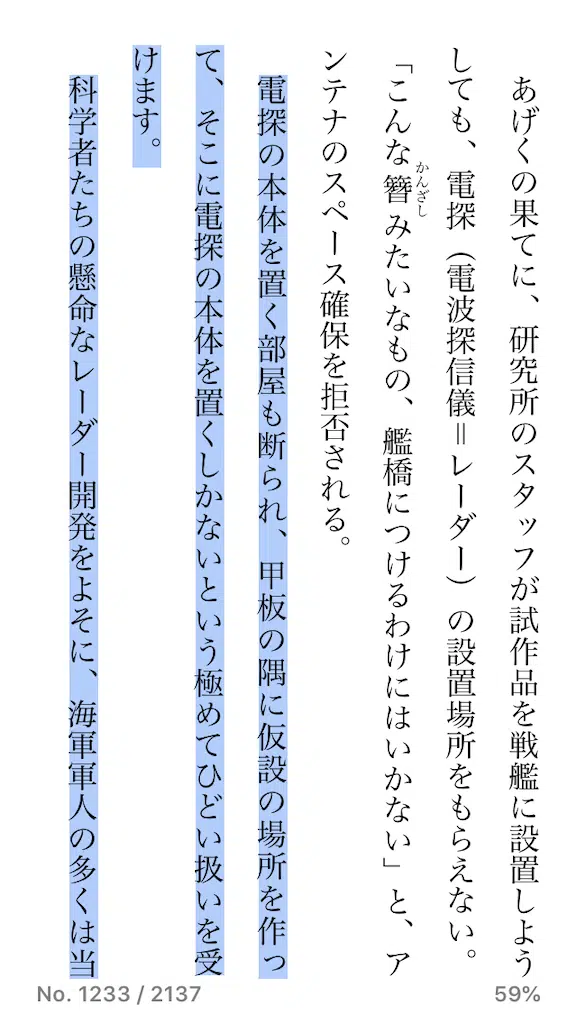 あげくの果てに、研究所のスタッフが試作品を戦艦に設置しよう
しても、電探（電波探信儀＝レーダー）の設置場所をもらえない。
「こんな簪みたいなもの、艦橋につけるわけにはいかない」と、ア
かんざし
ンテナのスペース確保を拒否される。
電探の本体を置く部屋も断られ、甲板の隅に仮設の場所を作っ
て、そこに電探の本体を置くしかないという極めてひどい扱いを受
けます。
科学者たちの懸命なレーダー開発をよそに、海軍軍人の多くは当
No. 1233 / 2137
59%